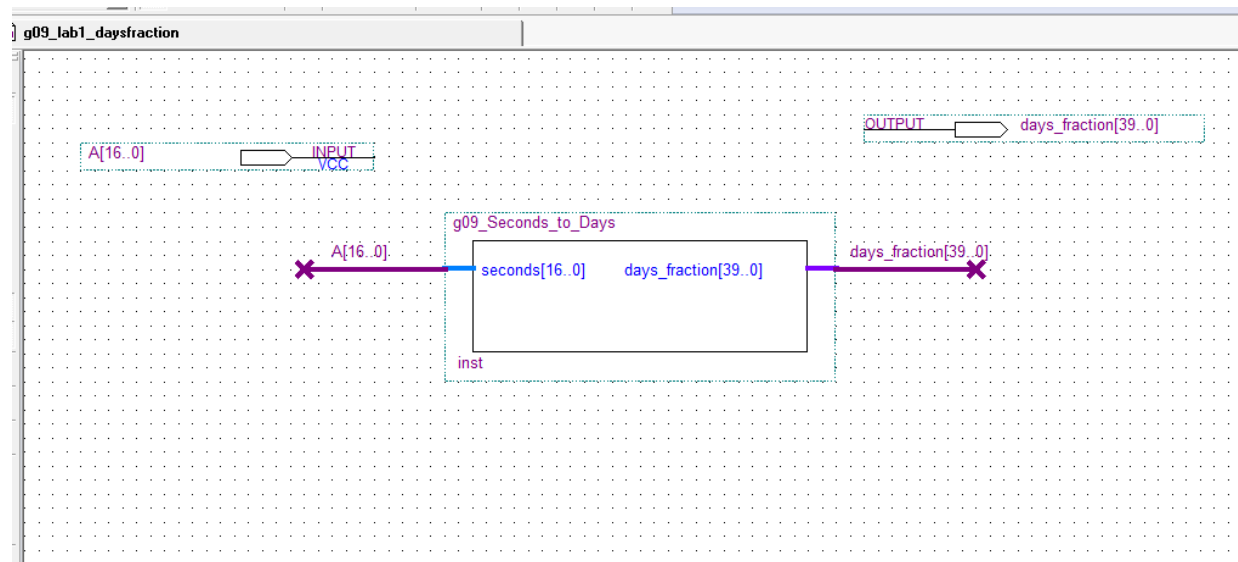 g09_lab1_daysfraction
OUTPUT days_fraction[39..0]
A[16..0] INPUT
VCC
g09_Seconds_to_Days
A[16..0] days_fraction[39..0]
seconds[16..0] days_fraction[39..0]
inst